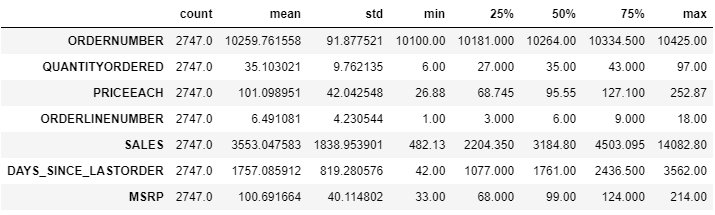 count mean std min 25% 50% 75% max
ORDERNUMBER 2747.0 10259.761558 91.877521 10100.00 10181.000 10264.00 10334.500 10425.00
QUANTITYORDERED 2747.0 35.103021 9.762135 6.00 27.000 35.00 43.000 97.00
PRICEEACH 2747.0 101.098951 42.042548 26.88 68.745 95.55 127.100 252.87
ORDERLINENUMBER 2747.0 6.491081 4.230544 1.00 3.000 6.00 9.000 18.00
SALES 2747.0 3553.047583 1838.953901 482.13 2204.350 3184.80 4503.095 14082.80
DAYS_SINCE_LASTORDER 2747.0 1757.085912 819.280576 42.00 1077.000 1761.00 2436.500 3562.00
MSRP 2747.0 100.691664 40.114802 33.00 68.000 99.00 124.000 214.00